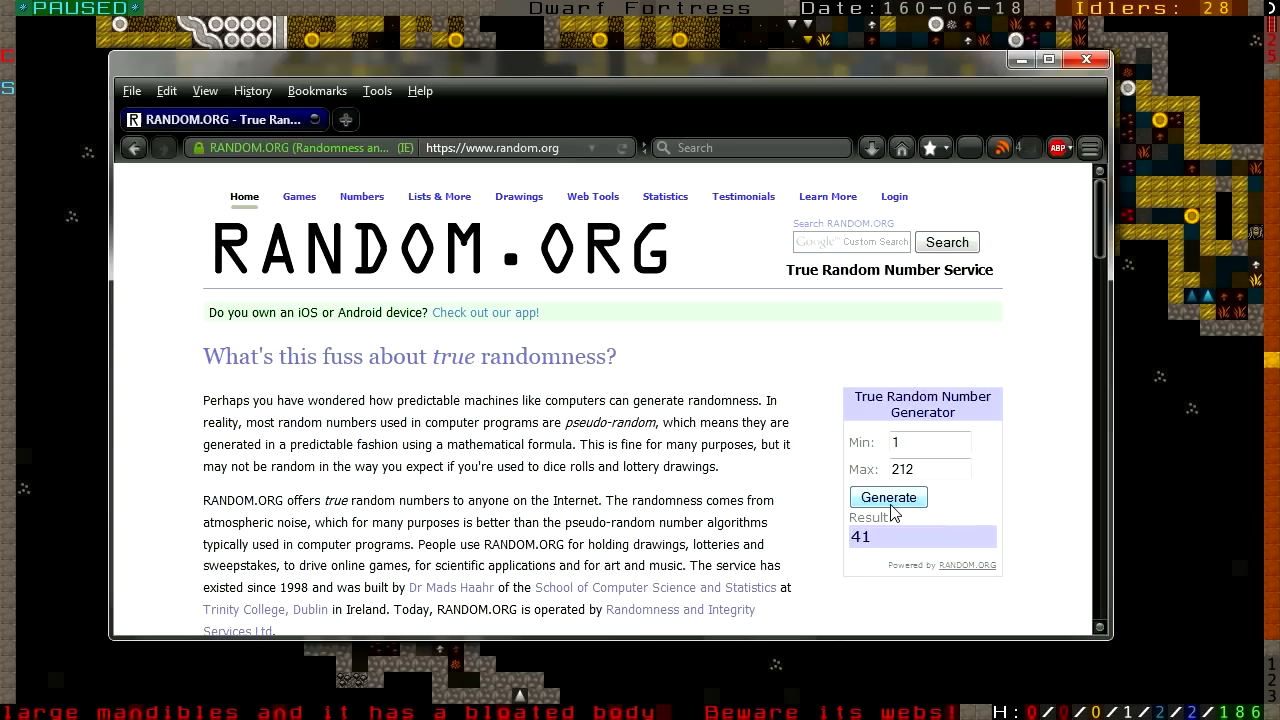 *PAUSED* Dwarf Fortress Date:160-06-18 Idlers: 28
File Edit View History Bookmarks Tools Help
RANDOM.ORG - True Ran...
RANDOM.ORG (Randomness an... (IE) https://www.random.org Search 4 ABP
Home Games Numbers Lists & More Drawings Web Tools Statistics Testimonials Learn More Login
RANDOM.ORG
Search RANDOM.ORG
Google™ Custom Search Search
True Random Number Service
Do you own an iOS or Android device? Check out our app!
What's this fuss about true randomness?
Perhaps you have wondered how predictable machines like computers can generate randomness. In
reality, most random numbers used in computer programs are pseudo-random, which means they are
generated in a predictable fashion using a mathematical formula. This is fine for many purposes, but it
may not be random in the way you expect if you're used to dice rolls and lottery drawings.
RANDOM.ORG offers true random numbers to anyone on the Internet. The randomness comes from
atmospheric noise, which for many purposes is better than the pseudo-random number algorithms
typically used in computer programs. People use RANDOM.ORG for holding drawings, lotteries and
sweepstakes, to drive online games, for scientific applications and for art and music. The service has
existed since 1998 and was built by Dr Mads Haahr of the School of Computer Science and Statistics at
Trinity College, Dublin in Ireland. Today, RANDOM.ORG is operated by Randomness and Integrity
Services Ltd.
True Random Number
Generator
Min: 1
Max: 212
Generate
Result
41
Powered by RANDOM.ORG
large mandibles and it has a bloated body Beware its webs! H:0/0/0/1/2/2/186